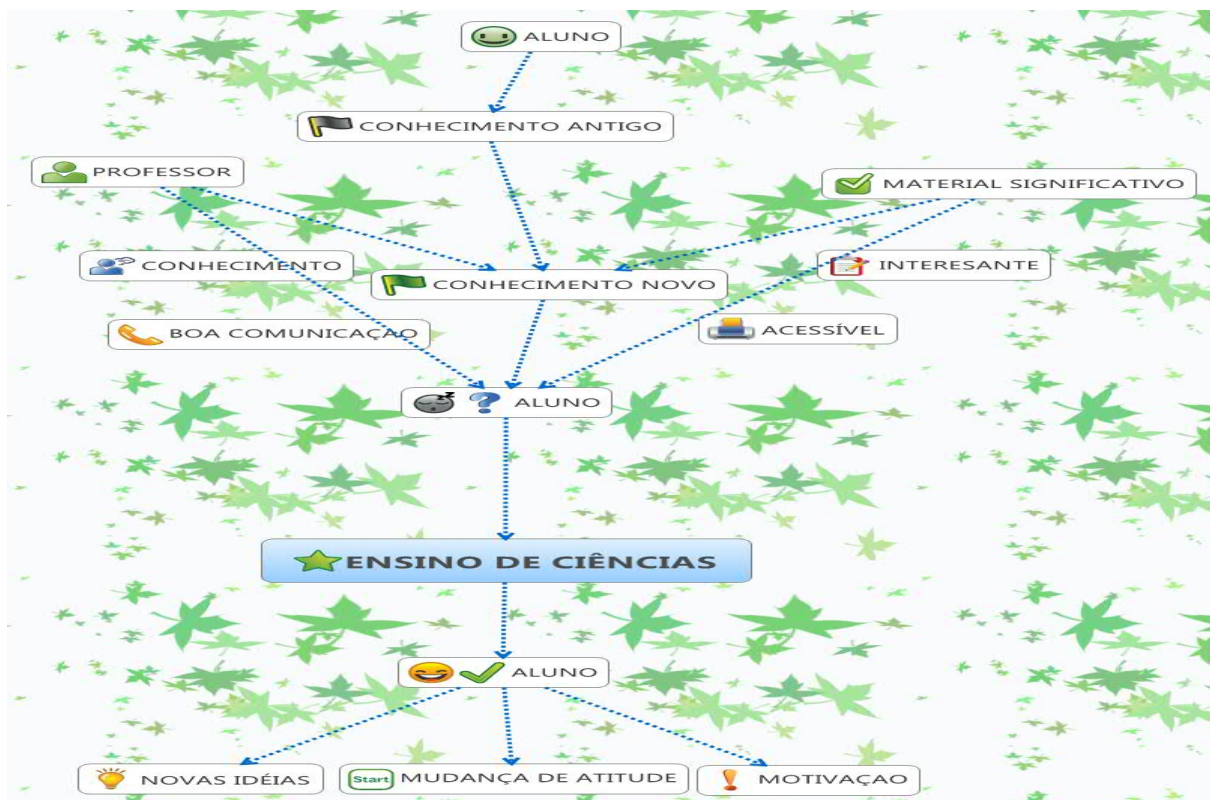 ALUNO
CONHECIMENTO ANTIGO
PROFESSOR
MATERIAL SIGNIFICATIVO
CONHECIMENTO
INTERESANTE
CONHECIMENTO NOVO
BOA COMUNICAÇAO
ACESSÍVEL
ALUNO
ENSINO DE CIÊNCIAS
ALUNO
NOVAS IDÉIAS
Start MUDANÇA DE ATITUDE
MOTIVAÇAO